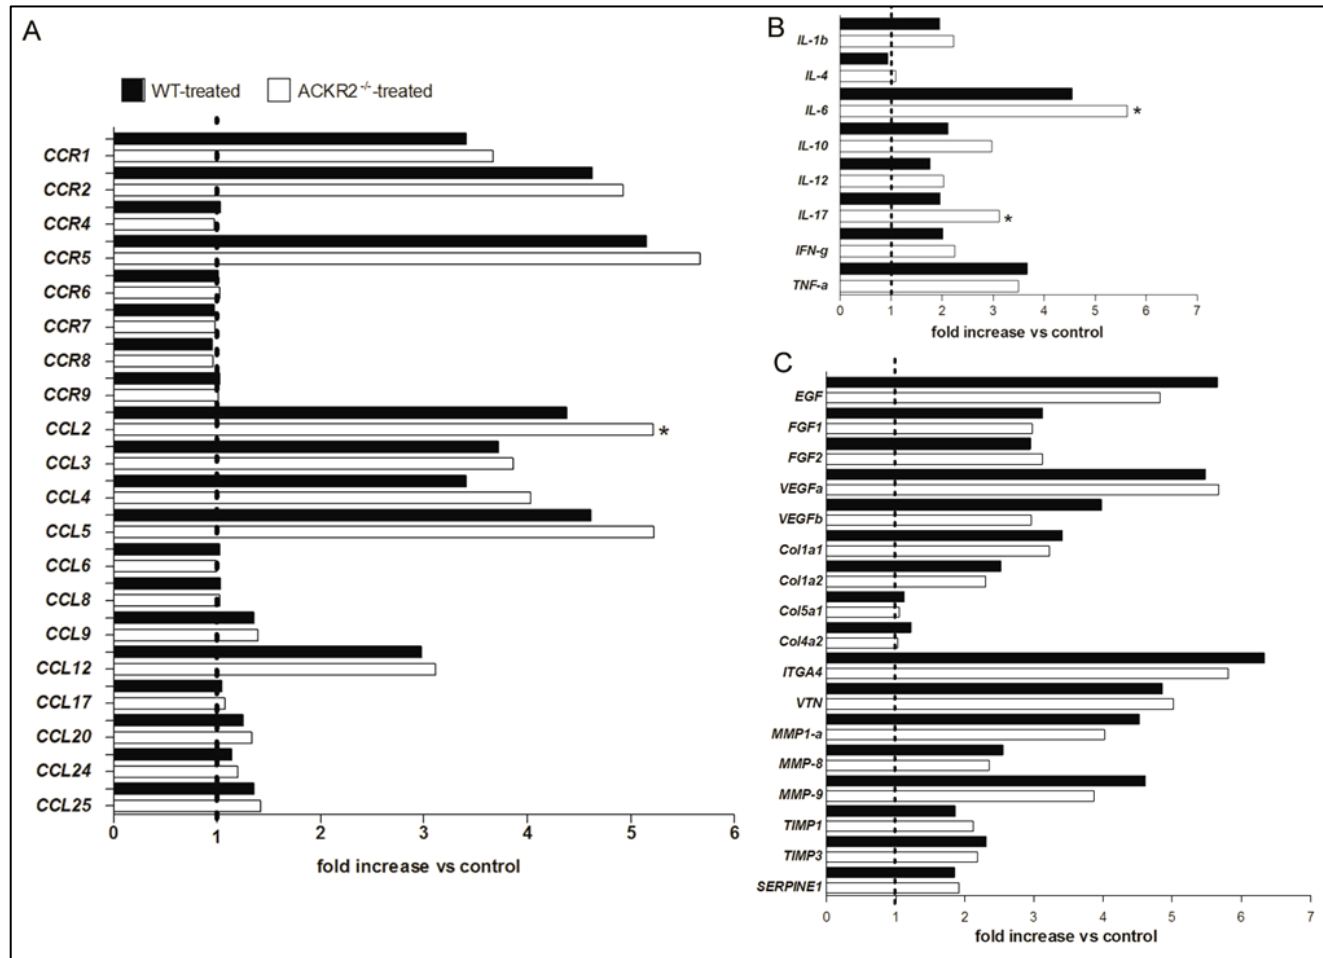 A
WT-treated ACKR2-/--treated
CCR1
CCR2
CCR4
CCR5
CCR6
CCR7
CCR8
CCR9
CCL2
*
CCL3
CCL4
CCL5
CCL6
CCL8
CCL9
CCL12
CCL17
CCL20
CCL24
CCL25
0 1 2 3 4 5 6
fold increase vs control
B
IL-1b
IL-4
IL-6
*
IL-10
IL-12
IL-17
*
IFN-g
TNF-a
0 1 2 3 4 5 6 7
fold increase vs control
C
EGF
FGF1
FGF2
VEGFa
VEGFb
Col1a1
Col1a2
Col5a1
Col4a2
ITGA4
VTN
MMP1-a
MMP-8
MMP-9
TIMP1
TIMP3
SERPINE1
0 1 2 3 4 5 6 7
fold increase vs control